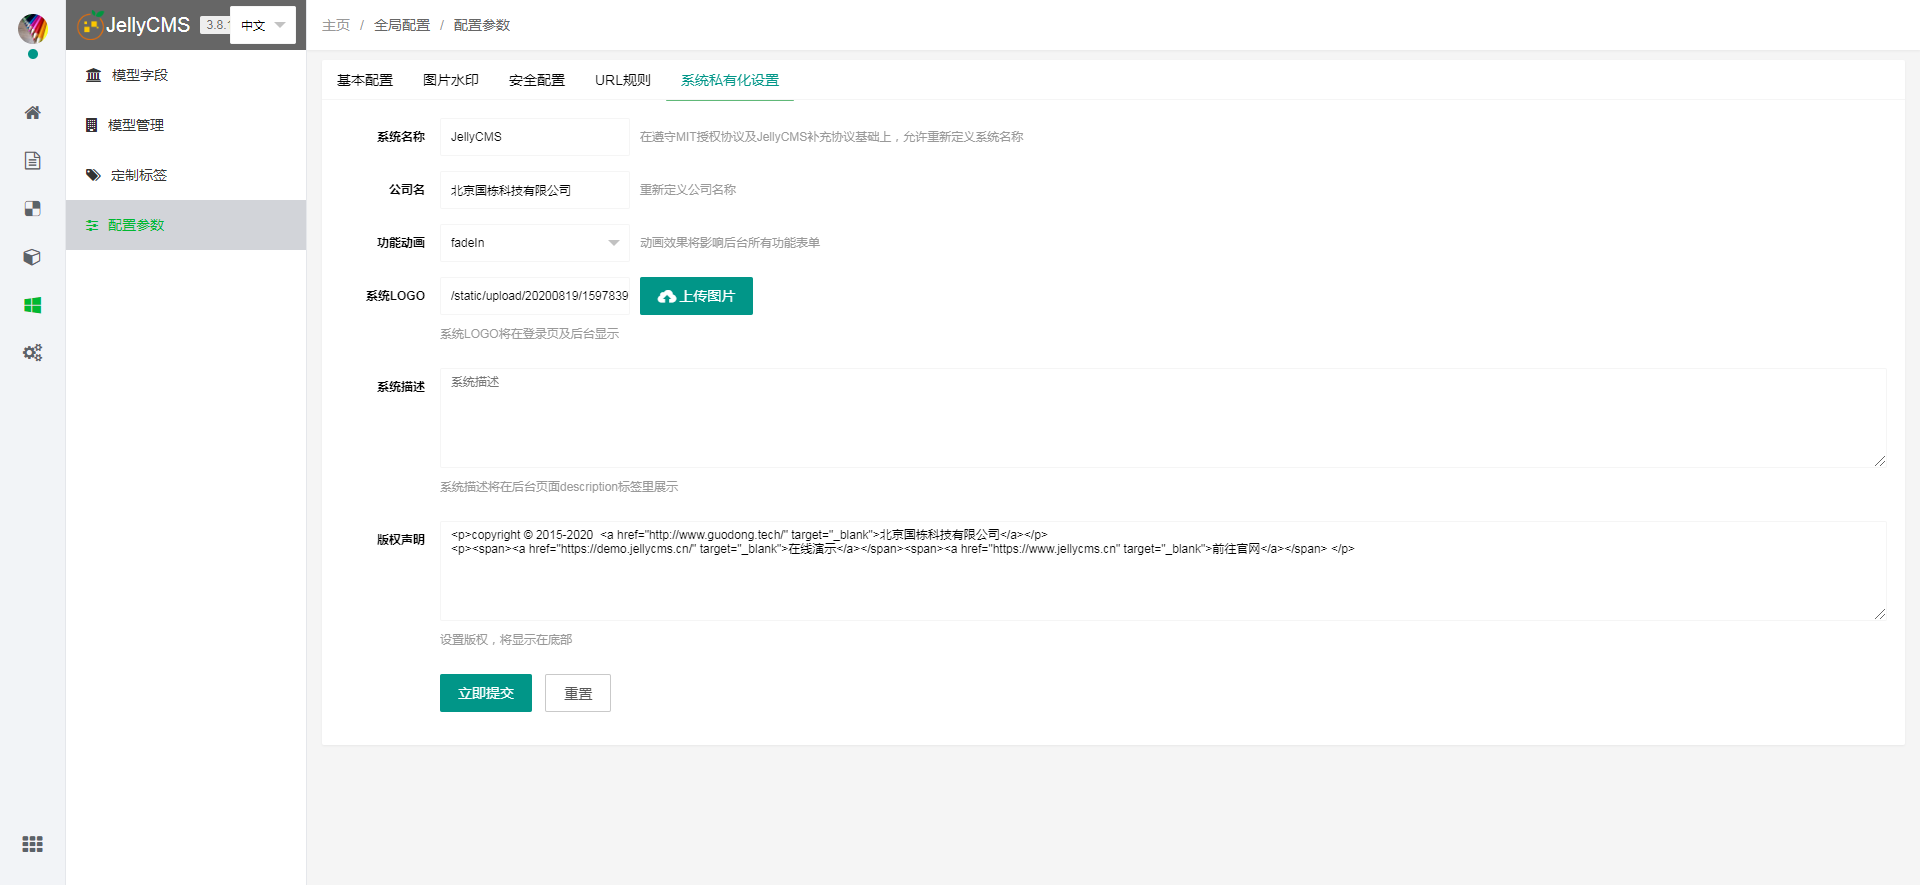 JellyCMS 3.8. 中文
主页 / 全局配置 / 配置参数
模型字段
模型管理
定制标签
配置参数
基本配置 图片水印 安全配置 URL规则 系统私有化设置
系统名称 JellyCMS 在遵守MIT授权协议及JellyCMS补充协议基础上，允许重新定义系统名称
公司名 北京国栋科技有限公司 重新定义公司名称
功能动画 fadeIn 动画效果将影响后台所有功能表单
系统LOGO /static/upload/20200819/1597839 上传图片
系统LOGO将在登录页及后台显示
系统描述 系统描述
系统描述将在后台页面description标签里展示
版权声明 <p>copyright © 2015-2020  <a href="http://www.guodong.tech/" target="_blank">北京国栋科技有限公司</a></p>
<p><span><a href="https://demo.jellycms.cn/" target="_blank">在线演示</a></span><span><a href="https://www.jellycms.cn" target="_blank">前往官网</a></span> </p>
设置版权，将显示在底部
立即提交 重置